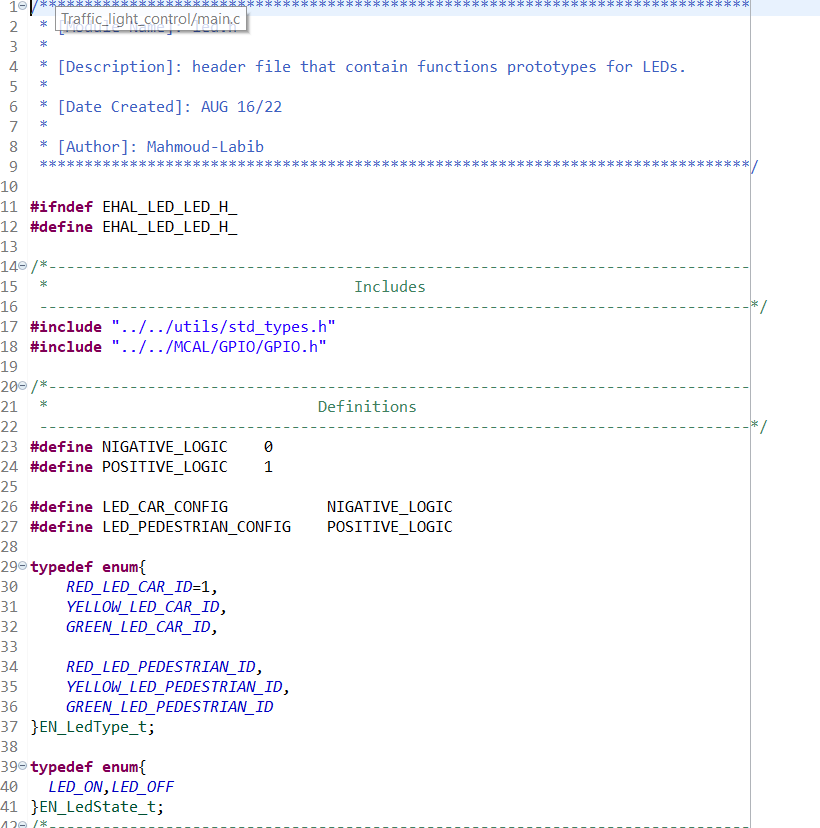 1 /*******************************************************************************
Traffic_light_control/main.c
2  * [Module Name]: led.h
3  *
4  * [Description]: header file that contain functions prototypes for LEDs.
5  *
6  * [Date Created]: AUG 16/22
7  *
8  * [Author]: Mahmoud-Labib
9  *******************************************************************************/
10
11 #ifndef EHAL_LED_LED_H_
12 #define EHAL_LED_LED_H_
13
14 /*------------------------------------------------------------------------------
15  *                                  Includes
16  -------------------------------------------------------------------------------*/
17 #include "../../utils/std_types.h"
18 #include "../../MCAL/GPIO/GPIO.h"
19
20 /*------------------------------------------------------------------------------
21  *                              Definitions
22  -------------------------------------------------------------------------------*/
23 #define NIGATIVE_LOGIC    0
24 #define POSITIVE_LOGIC    1
25
26 #define LED_CAR_CONFIG           NIGATIVE_LOGIC
27 #define LED_PEDESTRIAN_CONFIG    POSITIVE_LOGIC
28
29 typedef enum{
30     RED_LED_CAR_ID=1,
31     YELLOW_LED_CAR_ID,
32     GREEN_LED_CAR_ID,
33
34     RED_LED_PEDESTRIAN_ID,
35     YELLOW_LED_PEDESTRIAN_ID,
36     GREEN_LED_PEDESTRIAN_ID
37 }EN_LedType_t;
38
39 typedef enum{
40   LED_ON,LED_OFF
41 }EN_LedState_t;
42 /*------------------------------------------------------------------------------